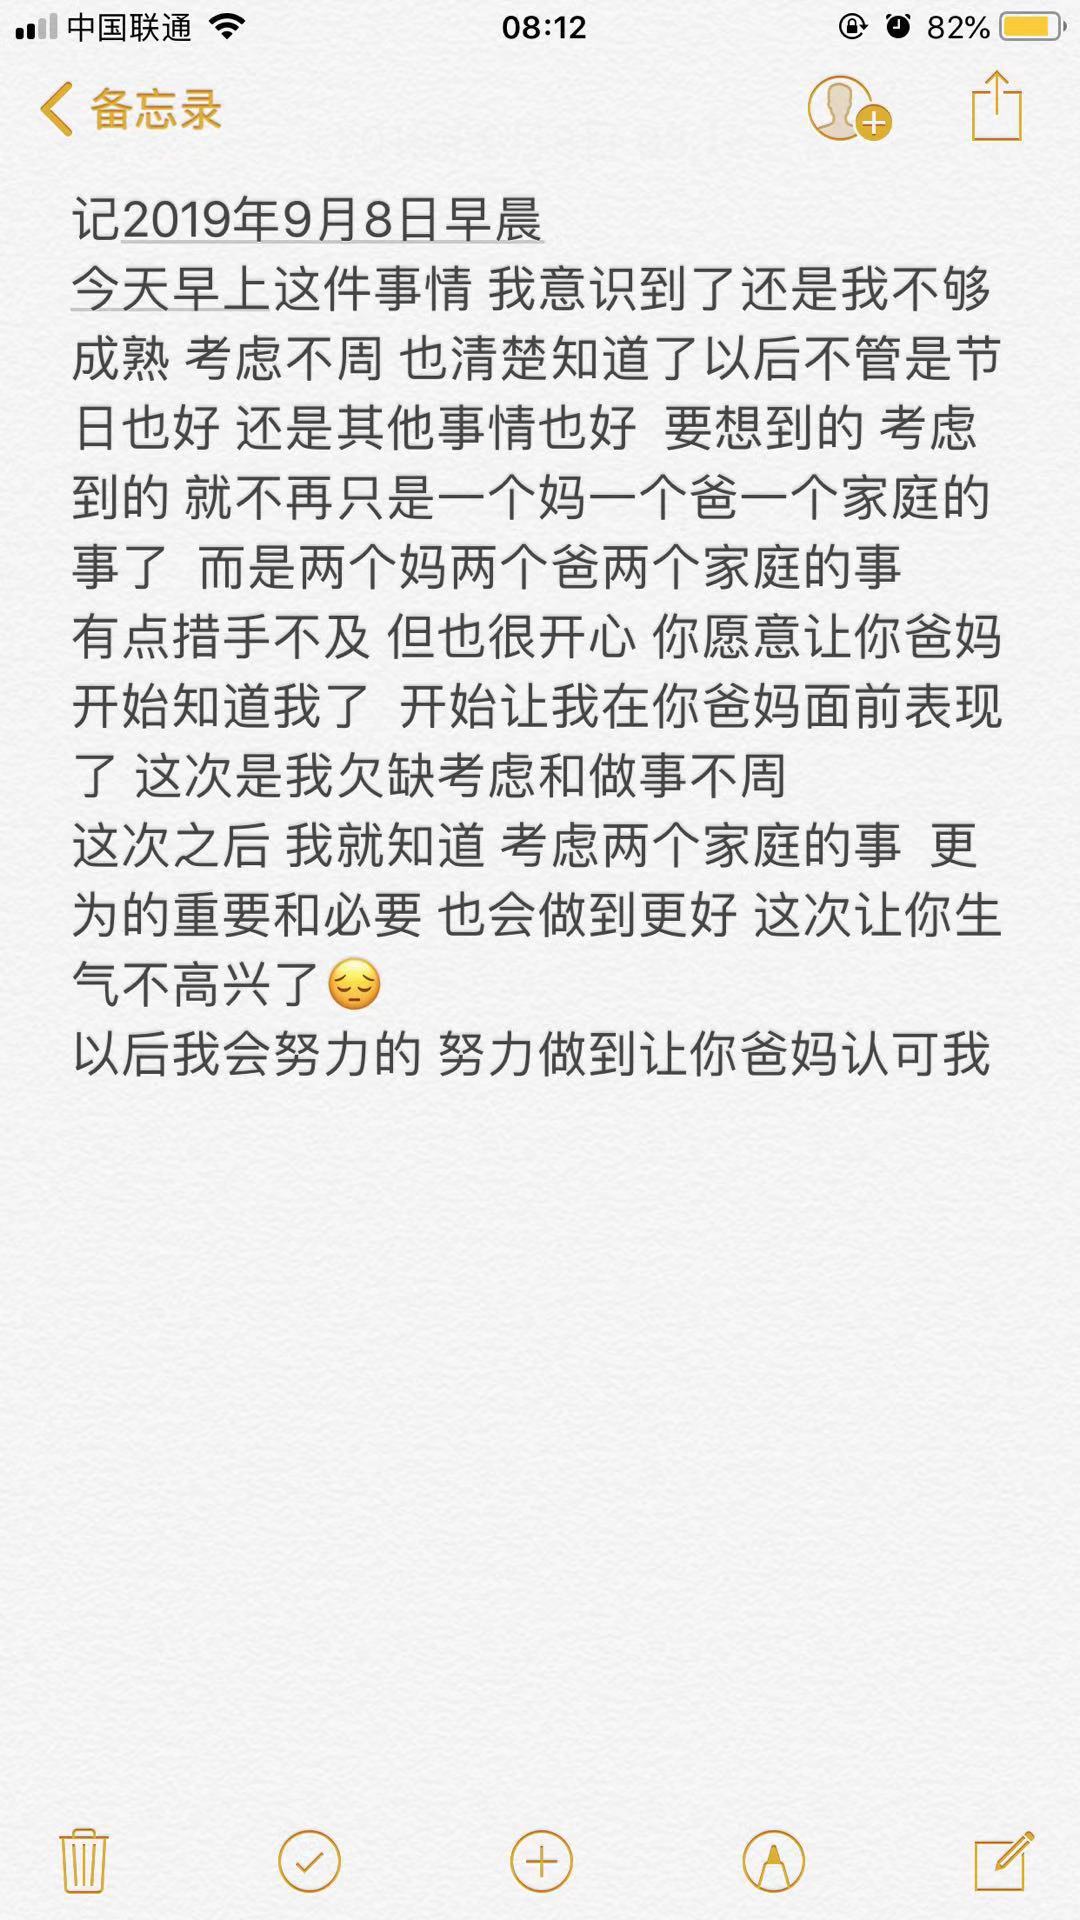 中国联通 08:12 82%
备忘录
记2019年9月8日早晨
今天早上这件事情 我意识到了还是我不够
成熟 考虑不周 也清楚知道了以后不管是节
日也好 还是其他事情也好  要想到的 考虑
到的 就不再只是一个妈一个爸一个家庭的
事了  而是两个妈两个爸两个家庭的事
有点措手不及 但也很开心 你愿意让你爸妈
开始知道我了  开始让我在你爸妈面前表现
了 这次是我欠缺考虑和做事不周
这次之后 我就知道 考虑两个家庭的事  更
为的重要和必要 也会做到更好 这次让你生
气不高兴了😔
以后我会努力的 努力做到让你爸妈认可我